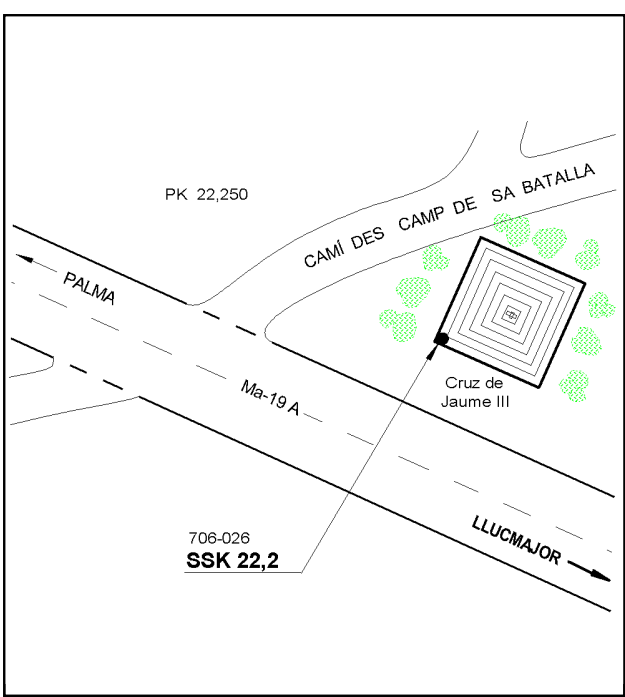 PK 22,250
CAMÍ DES CAMP DE SA BATALLA
PALMA
Ma-19 A
Cruz de
Jaume III
LLUCMAJOR
706-026
SSK 22,2